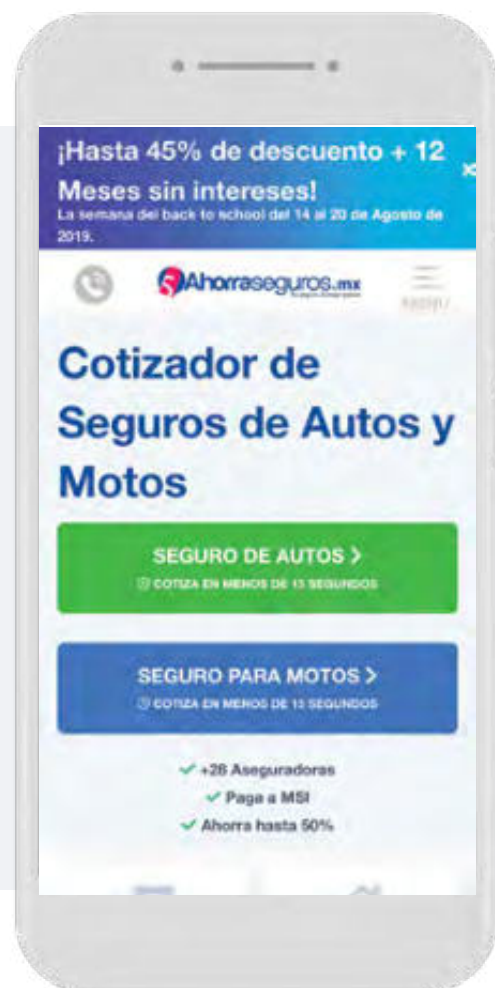 ¡Hasta 45% de descuento + 12
Meses sin intereses!
La semana del back to school del 14 al 20 de Agosto de
2019.
Ahorraseguros.mx
MENU
Cotizador de
Seguros de Autos y
Motos
SEGURO DE AUTOS >
COTIZA EN MENOS DE 15 SEGUNDOS
SEGURO PARA MOTOS >
COTIZA EN MENOS DE 15 SEGUNDOS
+26 Aseguradoras
Paga a MSI
Ahorra hasta 50%